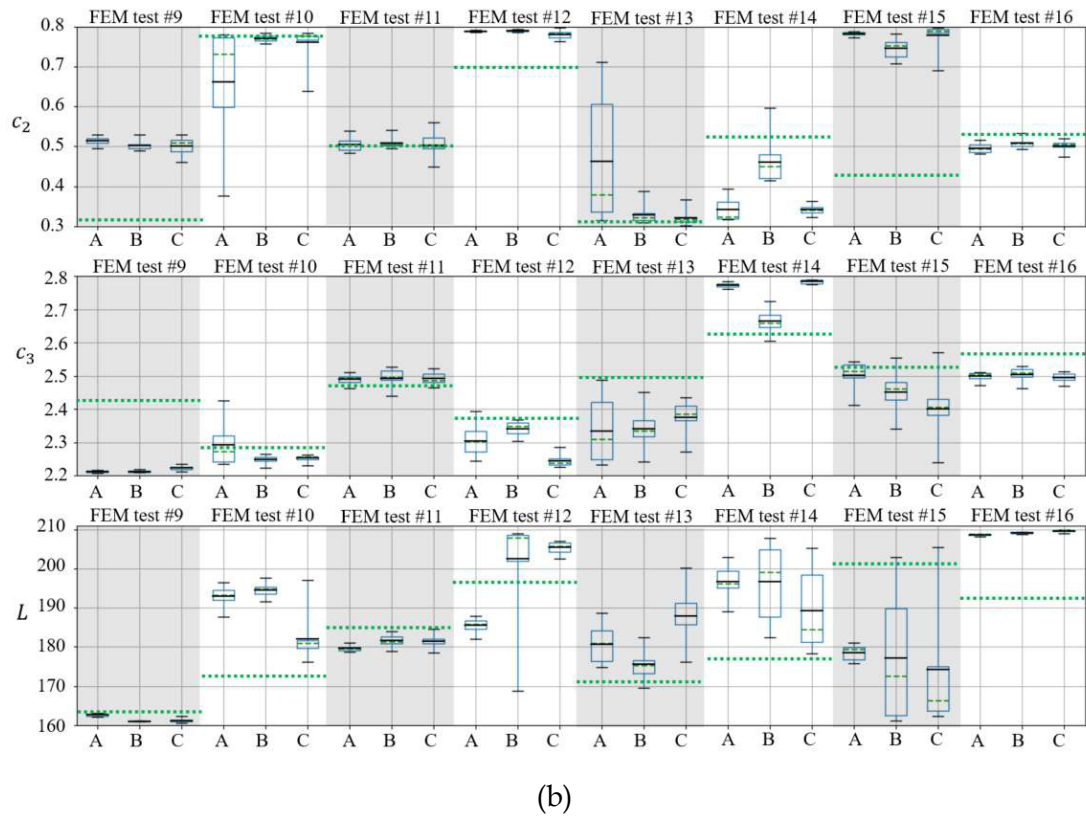 FEM test #9 FEM test #10 FEM test #11 FEM test #12 FEM test #13 FEM test #14 FEM test #15 FEM test #16
0.8
0.7
c₂ 0.6
0.5
0.4
0.3
A B C A B C A B C A B C A B C A B C A B C A B C
FEM test #9 FEM test #10 FEM test #11 FEM test #12 FEM test #13 FEM test #14 FEM test #15 FEM test #16
2.8
2.7
c₃ 2.6
2.5
2.4
2.3
2.2
A B C A B C A B C A B C A B C A B C A B C A B C
FEM test #9 FEM test #10 FEM test #11 FEM test #12 FEM test #13 FEM test #14 FEM test #15 FEM test #16
210
200
L 190
180
170
160
A B C A B C A B C A B C A B C A B C A B C A B C
(b)